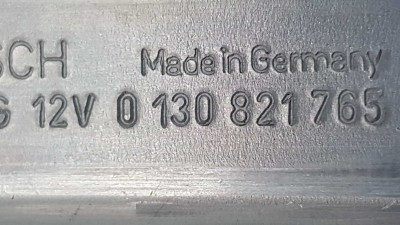 SCH Made in Germany
G 12V 0 130 821 765